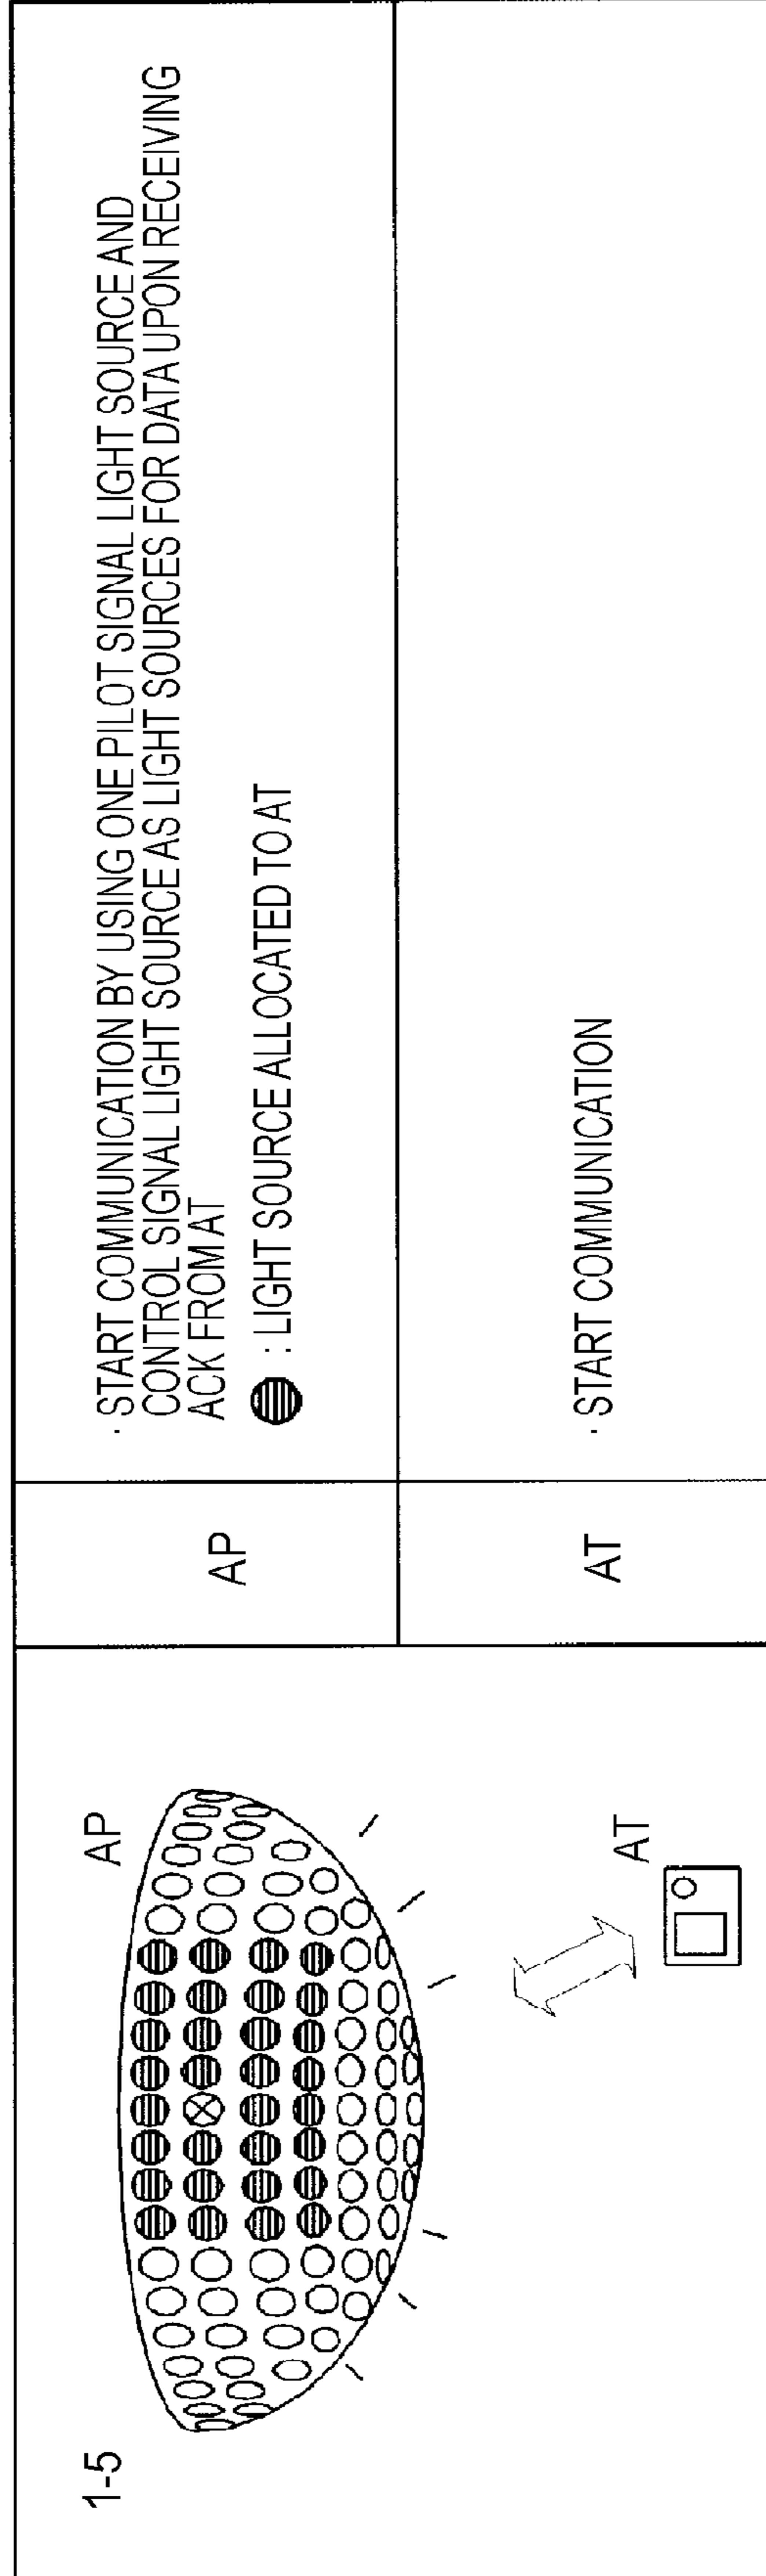 1-5
AP
AT
AP
· START COMMUNICATION BY USING ONE PILOT SIGNAL LIGHT SOURCE AND
CONTROL SIGNAL LIGHT SOURCE AS LIGHT SOURCES FOR DATA UPON RECEIVING
ACK FROM AT
: LIGHT SOURCE ALLOCATED TO AT
AT
· START COMMUNICATION